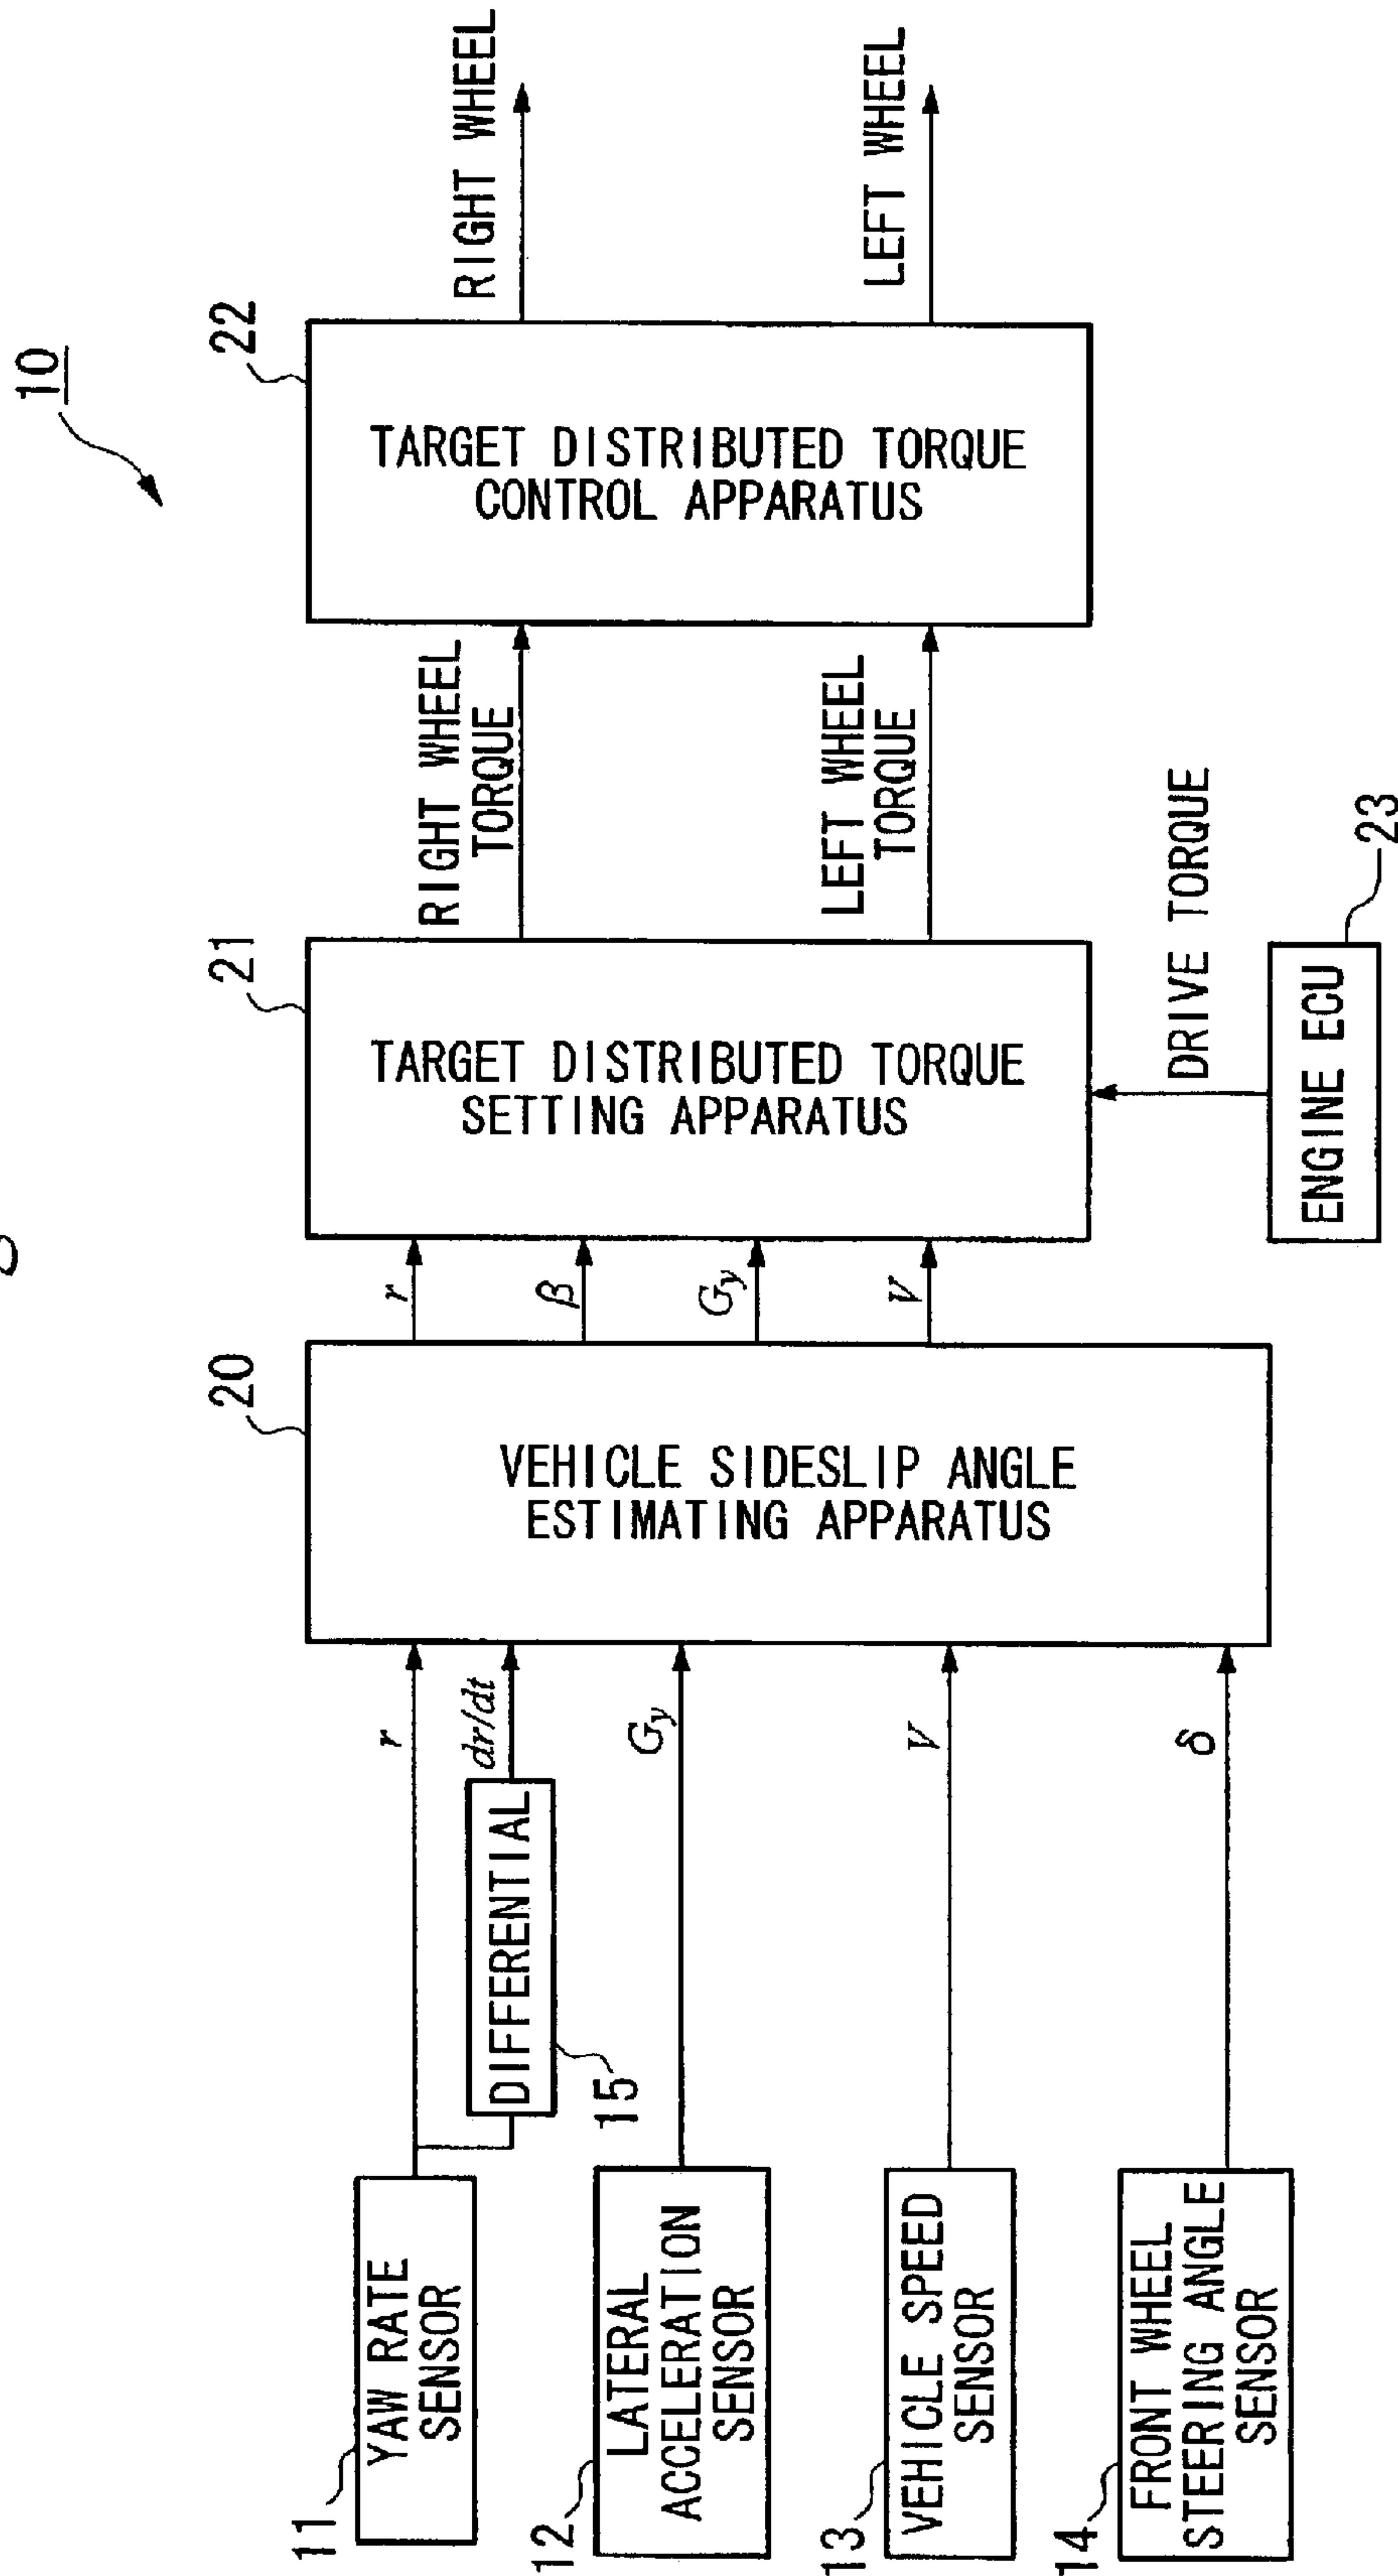 10
11
YAW RATE
SENSOR
12
LATERAL
ACCELERATION
SENSOR
13
VEHICLE SPEED
SENSOR
14
FRONT WHEEL
STEERING ANGLE
SENSOR
r
DIFFERENTIAL
15
dr/dt
Gy
V
δ
20
VEHICLE SIDESLIP ANGLE
ESTIMATING APPARATUS
r
β
Gy
V
21
TARGET DISTRIBUTED TORQUE
SETTING APPARATUS
ENGINE ECU
23
DRIVE TORQUE
RIGHT WHEEL
TORQUE
LEFT WHEEL
TORQUE
22
TARGET DISTRIBUTED TORQUE
CONTROL APPARATUS
RIGHT WHEEL
LEFT WHEEL